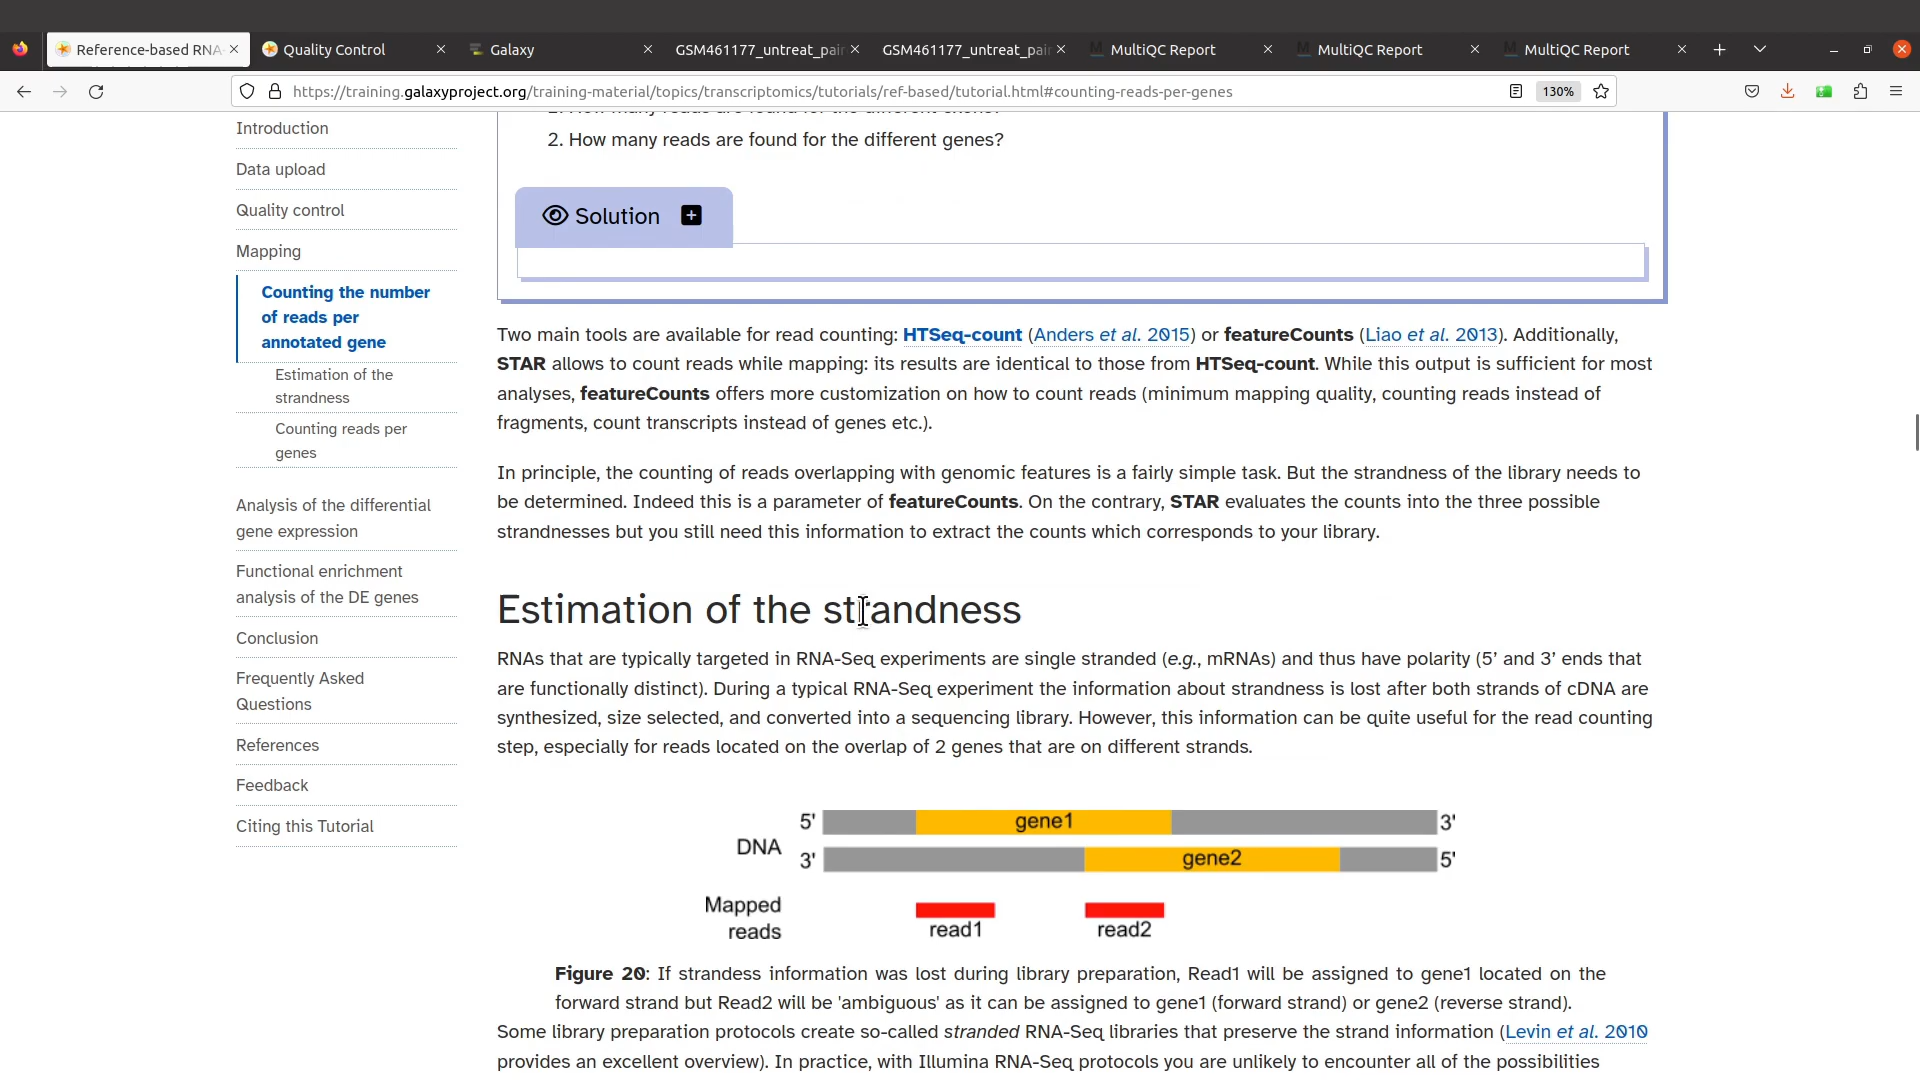 Reference-based RNA-
Quality Control
Galaxy
GSM461177_untreat_pair
GSM461177_untreat_pair
MultiQC Report
MultiQC Report
MultiQC Report
https://training.galaxyproject.org/training-material/topics/transcriptomics/tutorials/ref-based/tutorial.html#counting-reads-per-genes
130%
Introduction
Data upload
Quality control
Mapping
Counting the number
of reads per
annotated gene
Estimation of the
strandness
Counting reads per
genes
Analysis of the differential
gene expression
Functional enrichment
analysis of the DE genes
Conclusion
Frequently Asked
Questions
References
Feedback
Citing this Tutorial
2. How many reads are found for the different genes?
Solution
Two main tools are available for read counting: HTSeq-count (Anders et al. 2015) or featureCounts (Liao et al. 2013). Additionally,
STAR allows to count reads while mapping: its results are identical to those from HTSeq-count. While this output is sufficient for most
analyses, featureCounts offers more customization on how to count reads (minimum mapping quality, counting reads instead of
fragments, count transcripts instead of genes etc.).
In principle, the counting of reads overlapping with genomic features is a fairly simple task. But the strandness of the library needs to
be determined. Indeed this is a parameter of featureCounts. On the contrary, STAR evaluates the counts into the three possible
strandnesses but you still need this information to extract the counts which corresponds to your library.
Estimation of the strandness
RNAs that are typically targeted in RNA-Seq experiments are single stranded (e.g., mRNAs) and thus have polarity (5’ and 3’ ends that
are functionally distinct). During a typical RNA-Seq experiment the information about strandness is lost after both strands of cDNA are
synthesized, size selected, and converted into a sequencing library. However, this information can be quite useful for the read counting
step, especially for reads located on the overlap of 2 genes that are on different strands.
5' gene1 3'
DNA
3' gene2 5'
Mapped
reads
read1 read2
Figure 20: If strandess information was lost during library preparation, Read1 will be assigned to gene1 located on the
forward strand but Read2 will be 'ambiguous' as it can be assigned to gene1 (forward strand) or gene2 (reverse strand).
Some library preparation protocols create so-called stranded RNA-Seq libraries that preserve the strand information (Levin et al. 2010
provides an excellent overview). In practice, with Illumina RNA-Seq protocols you are unlikely to encounter all of the possibilities